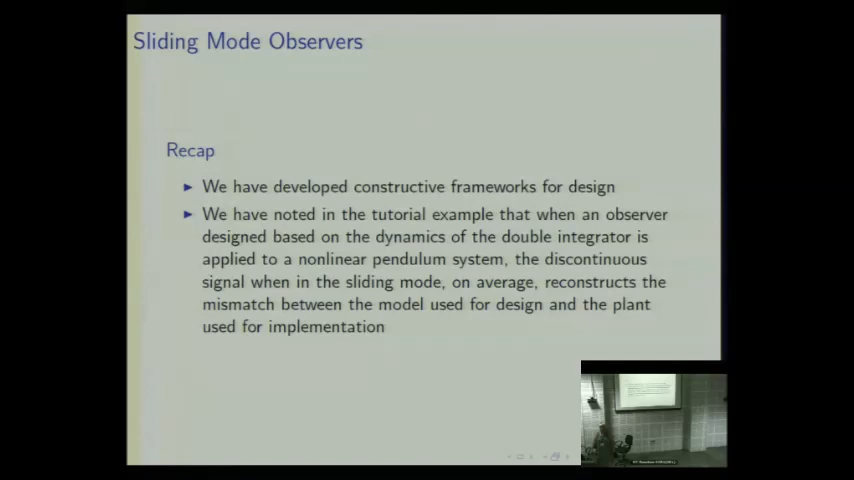 Sliding Mode Observers
Recap
We have developed constructive frameworks for design
We have noted in the tutorial example that when an observer
designed based on the dynamics of the double integrator is
applied to a nonlinear pendulum system, the discontinuous
signal when in the sliding mode, on average, reconstructs the
mismatch between the model used for design and the plant
used for implementation